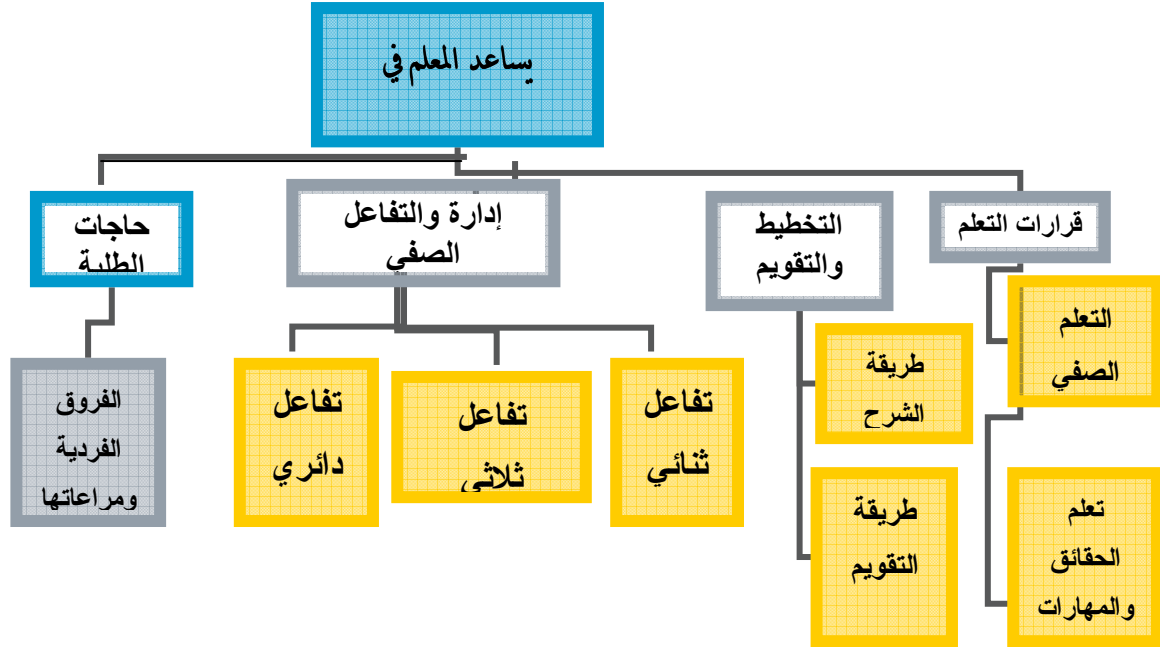 يساعد المعلم في
قرارات التعلم
التخطيط
والتقويم
إدارة والتفاعل
الصفي
حاجات
الطلبة
التعلم
الصفي
تعلم
الحقائق
والمهارات
طريقة
الشرح
طريقة
التقويم
تفاعل
ثنائي
تفاعل
ثلاثي
تفاعل
دائري
الفروق
الفردية
ومراعاتها